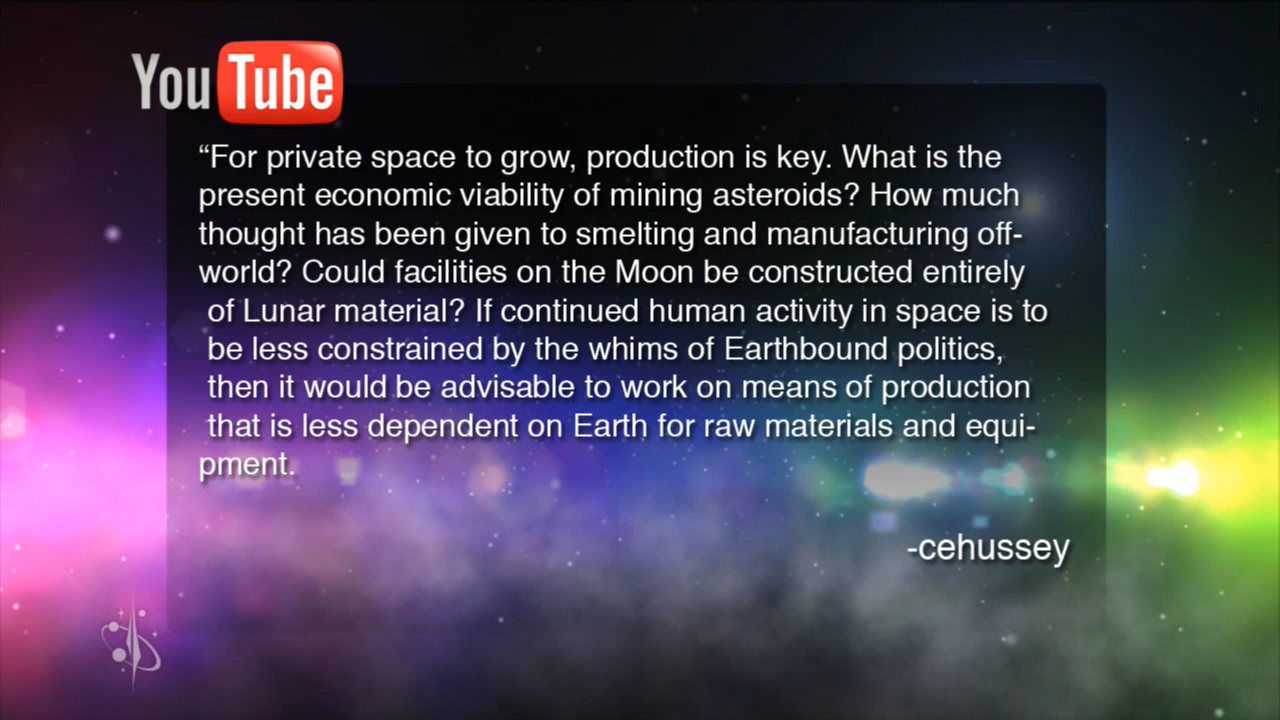 YouTube
“For private space to grow, production is key. What is the
present economic viability of mining asteroids? How much
thought has been given to smelting and manufacturing off-
world? Could facilities on the Moon be constructed entirely
of Lunar material? If continued human activity in space is to
be less constrained by the whims of Earthbound politics,
then it would be advisable to work on means of production
that is less dependent on Earth for raw materials and equi-
pment.
-cehussey